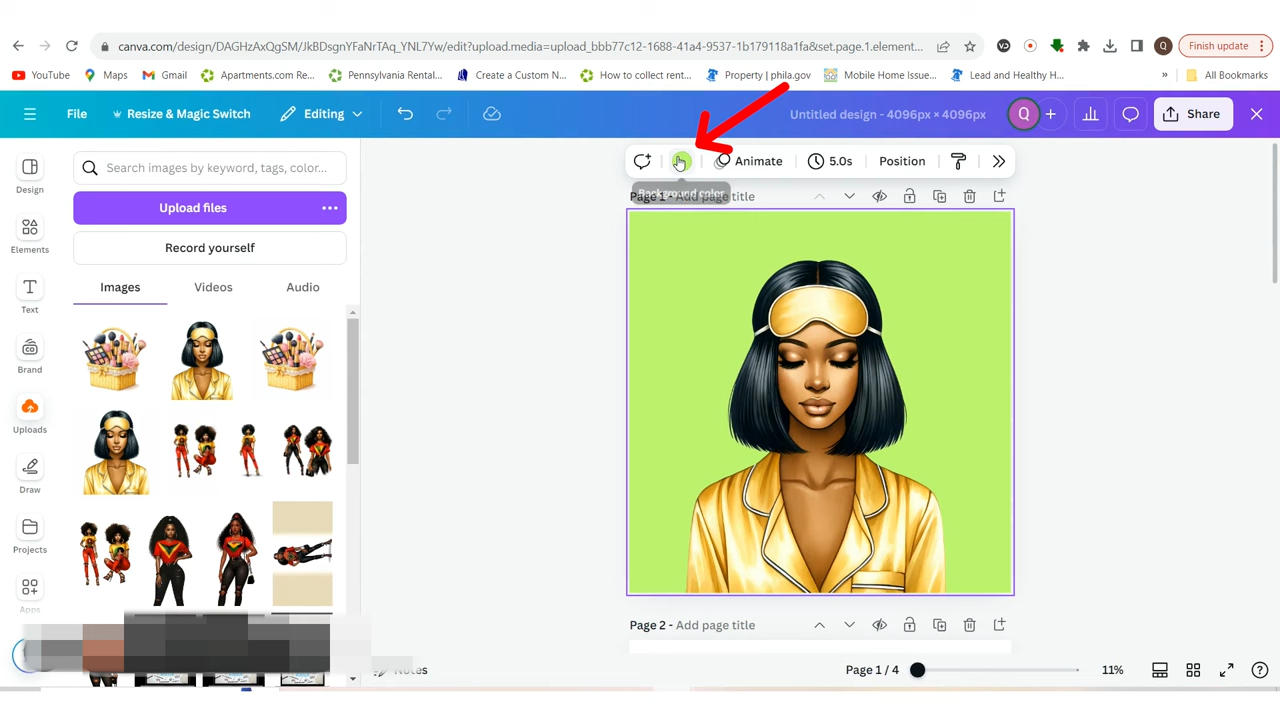 canva.com/design/DAGHzAxQgSM/JkBDsgnYFaNrTAq_YNL7Yw/edit?upload.media=upload_bbb77c12-1688-41a4-9537-1b179118a1fa&set.page.1.element...
Q
Finish update
YouTube
Maps
Gmail
Apartments.com Re...
Pennsylvania Rental...
Create a Custom N...
How to collect rent...
Property | phila.gov
Mobile Home Issue...
Lead and Healthy H...
»
All Bookmarks
File
Resize & Magic Switch
Editing
Untitled design - 4096px × 4096px
Q
+
Share
Design
Elements
Text
Brand
Uploads
Draw
Projects
Apps
Search images by keyword, tags, color...
Upload files
Record yourself
Images
Videos
Audio
Animate
5.0s
Position
Background color
Page 1 - Add page title
Page 2 - Add page title
Notes
Page 1 / 4
11%